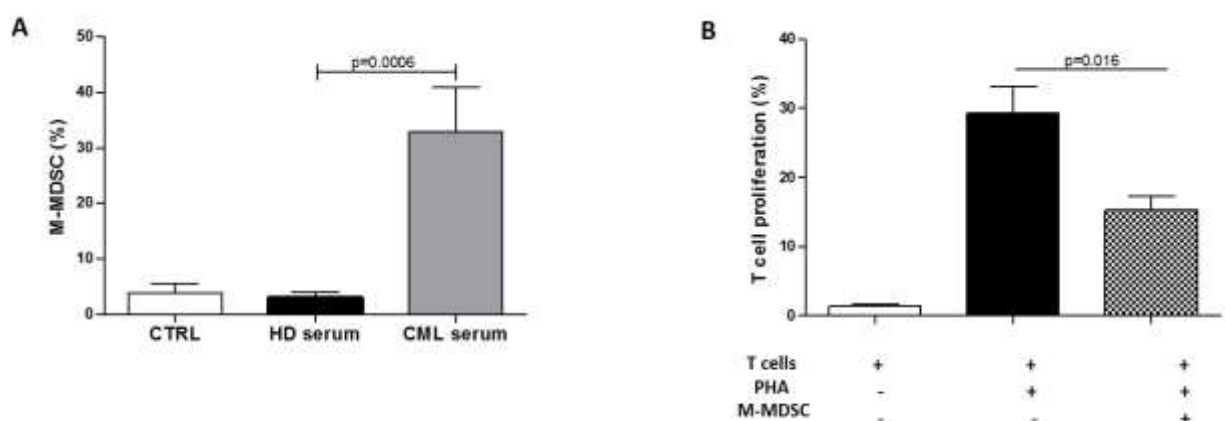 A
M-MDSC (%)
50
40
30
20
10
0
p=0.0006
CTRL HD serum CML serum
B
T cell proliferation (%)
40
30
20
10
0
p=0.016
T cells + + +
PHA - + +
M-MDSC - - +